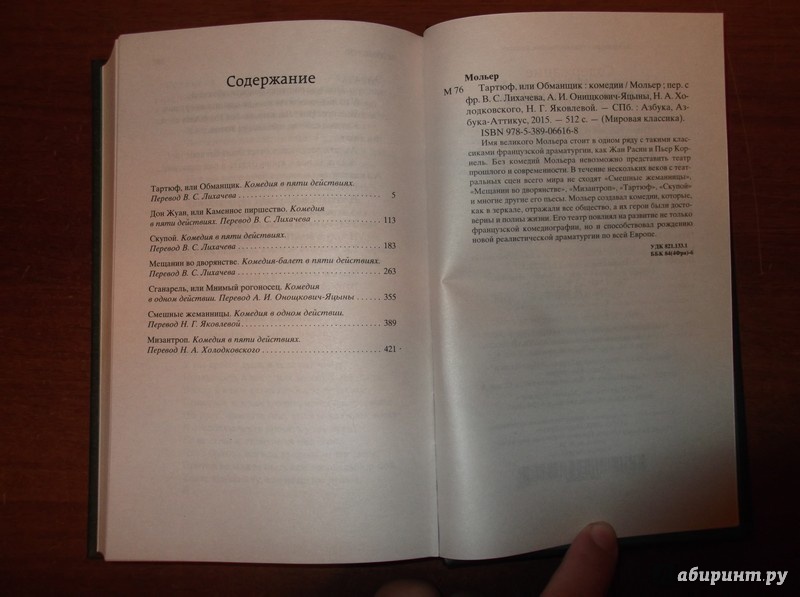 Содержание
Тартюф, или Обманщик. Комедия в пяти действиях.
Перевод В. С. Лихачева 5
Дон Жуан, или Каменное пиршество. Комедия
в пяти действиях. Перевод В. С. Лихачева 113
Скупой. Комедия в пяти действиях.
Перевод В. С. Лихачева 183
Мещанин во дворянстве. Комедия-балет в пяти действиях.
Перевод В. С. Лихачева 263
Сганарель, или Мнимый рогоносец. Комедия
в одном действии. Перевод А. И. Оношкович-Яцыны 355
Смешные жеманницы. Комедия в одном действии.
Перевод Н. Г. Яковлевой 389
Мизантроп. Комедия в пяти действиях.
Перевод Н. А. Холодковского 421
Мольер
М 76 Тартюф, или Обманщик : комедии / Мольер ; пер. с
фр. В. С. Лихачева, А. И. Онищкович-Яцыны, Н. А. Хо-
лодковского, Н. Г. Яковлевой. — СПб. : Азбука, Аз-
бука-Аттикус, 2015. — 512 с. — (Мировая классика).
ISBN 978-5-389-06616-8
Имя великого Мольера стоит в одном ряду с такими клас-
сиками французской драматургии, как Жан Расин и Пьер Кор-
нель. Без комедий Мольера невозможно представить театр
прошлого и современности. В течение нескольких веков с теат-
ральных сцен всего мира не сходят «Смешные жеманницы»,
«Мещанин во дворянстве», «Мизантроп», «Тартюф», «Скупой»
и многие другие его пьесы. Мольер создавал комедии, которые,
как в зеркале, отражали все общество, а их герои были досто-
верны и полны жизни. Его театр повлиял на развитие не только
французской комедиографии, но и способствовал рождению
новой реалистической драматургии по всей Европе.
УДК 821.133.1
ББК 84(4Фра)-6
абиринт.ру